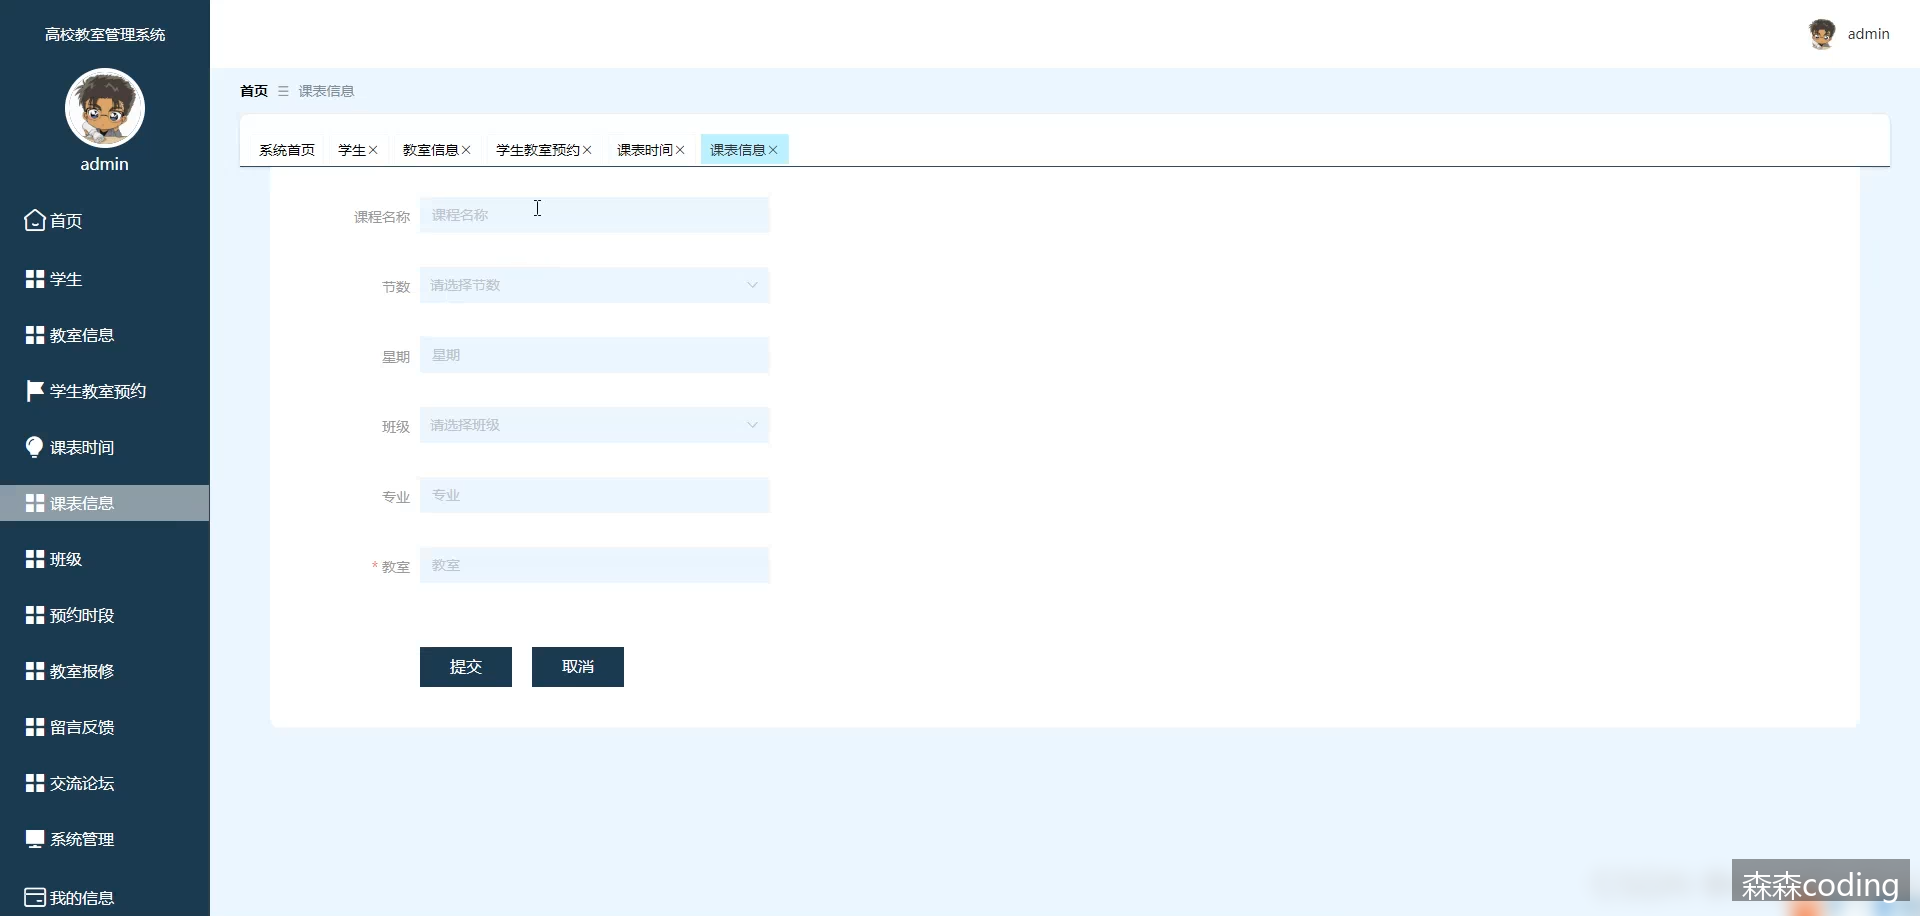 高校教室管理系统
admin
首页
学生
教室信息
学生教室预约
课表时间
课表信息
班级
预约时段
教室报修
留言反馈
交流论坛
系统管理
我的信息
admin
首页 课表信息
系统首页 学生 教室信息 学生教室预约 课表时间 课表信息
课程名称 课程名称
节数 请选择节数
星期 星期
班级 请选择班级
专业 专业
* 教室 教室
提交 取消
森森coding